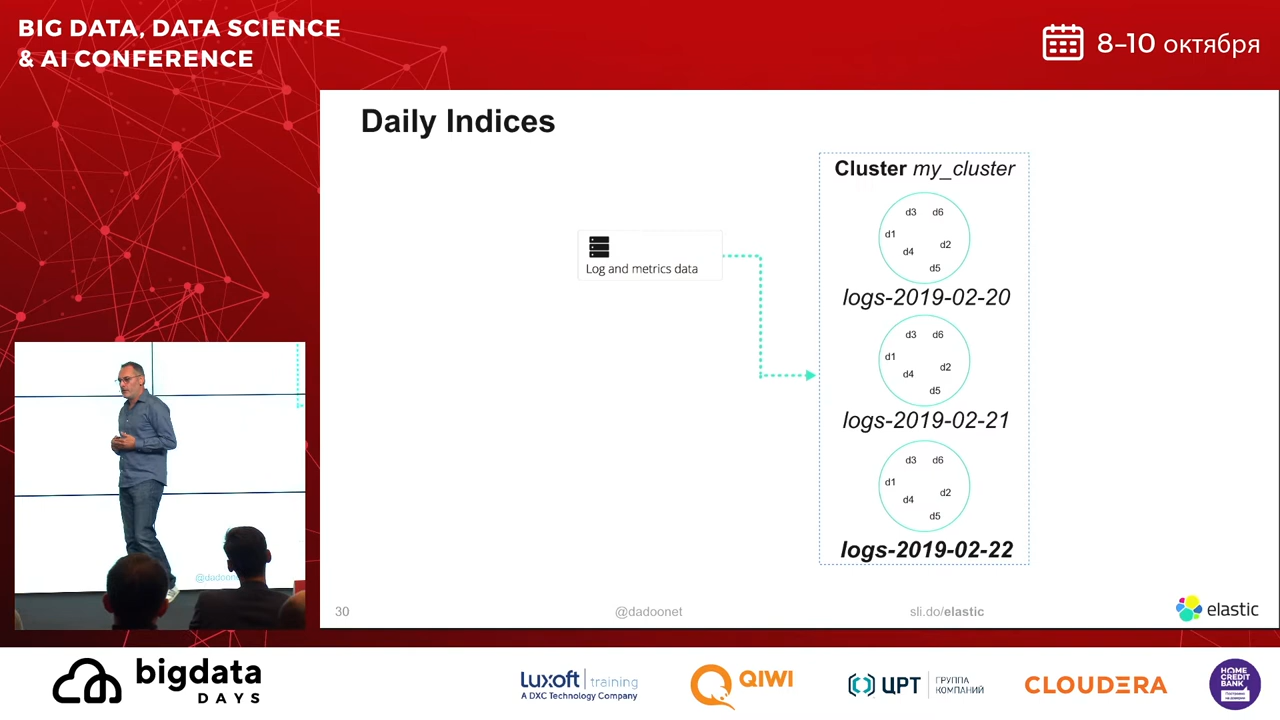 BIG DATA, DATA SCIENCE
& AI CONFERENCE
8–10 октября
Daily Indices
Cluster my_cluster
d3 d6
d1
d2
d4
d5
logs-2019-02-20
Log and metrics data
d3 d6
d1
d2
d4
d5
logs-2019-02-21
d3 d6
d1
d2
d4
d5
logs-2019-02-22
@dadoonet
30
@dadoonet
sli.do/elastic
elastic
bigdata
DAYS
luxoft training
A DXC Technology Company
QIWI
ЦРТ ГРУППА
КОМПАНИЙ
CLOUDERA
HOME
CREDIT
BANK